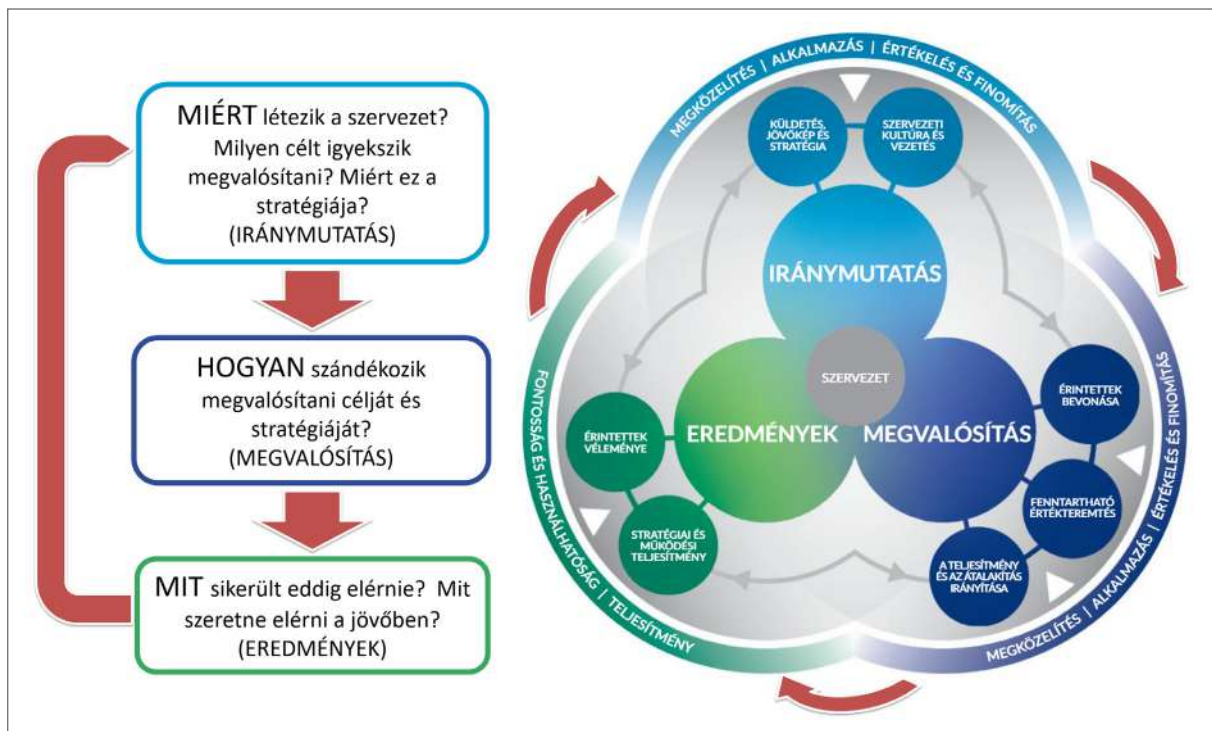 MIÉRT létezik a szervezet?
Milyen célt igyekszik
megvalósítani? Miért ez a
stratégiája?
(IRÁNYMUTATÁS)
HOGYAN szándékozik
megvalósítani célját és
stratégiáját?
(MEGVALÓSÍTÁS)
MIT sikerült eddig elérnie? Mit
szeretne elérni a jövőben?
(EREDMÉNYEK)
MEGKÖZELÍTÉS | ALKALMAZÁS | ÉRTÉKELÉS ÉS FINOMÍTÁS
KÜLDETÉS,
JÖVŐKÉP ÉS
STRATÉGIA
SZERVEZETI
KULTÚRA ÉS
VEZETÉS
IRÁNYMUTATÁS
SZERVEZET
EREDMÉNYEK
MEGVALÓSÍTÁS
ÉRINTETTEK
VÉLEMÉNYE
STRATÉGIAI ÉS
MŰKÖDÉSI
TELJESÍTMÉNY
ÉRINTETTEK
BEVONÁSA
FENNTARTHATÓ
ÉRTÉKTEREMTÉS
A TELJESÍTMÉNY
ÉS AZ ÁTALAKÍTÁS
IRÁNYÍTÁSA
FONTOSSÁG ÉS HASZNÁLHATÓSÁG | TELJESÍTMÉNY
MEGKÖZELÍTÉS | ALKALMAZÁS | ÉRTÉKELÉS ÉS FINOMÍTÁS